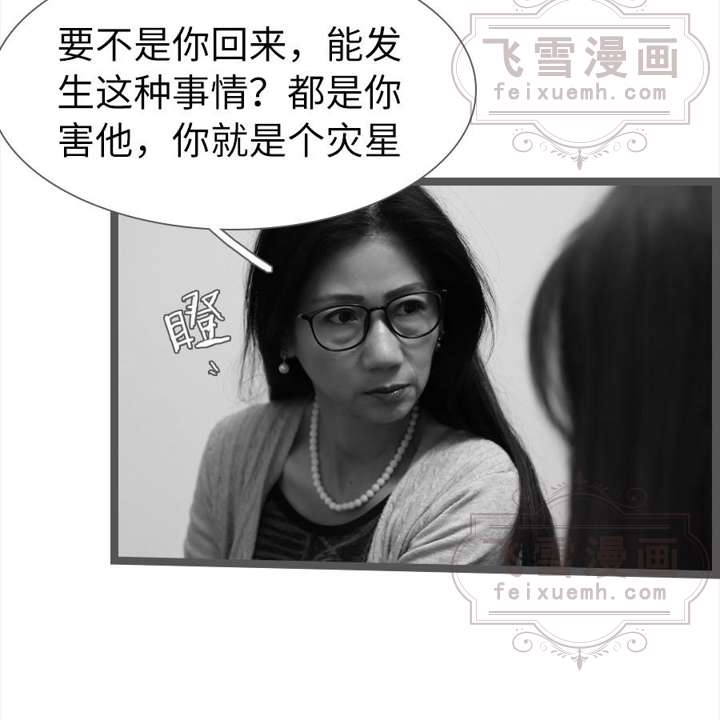 要不是你回来，能发
生这种事情？都是你
害他，你就是个灾星
飞雪漫画
feixuemh.com
瞪
飞雪漫画
feixuemh.com